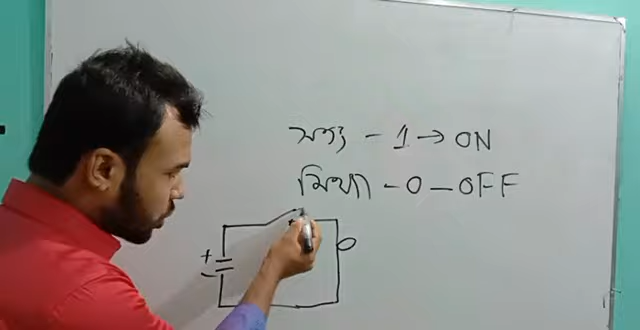 সত্য - 1 → ON
মিথ্যা - 0 - OFF
+
-